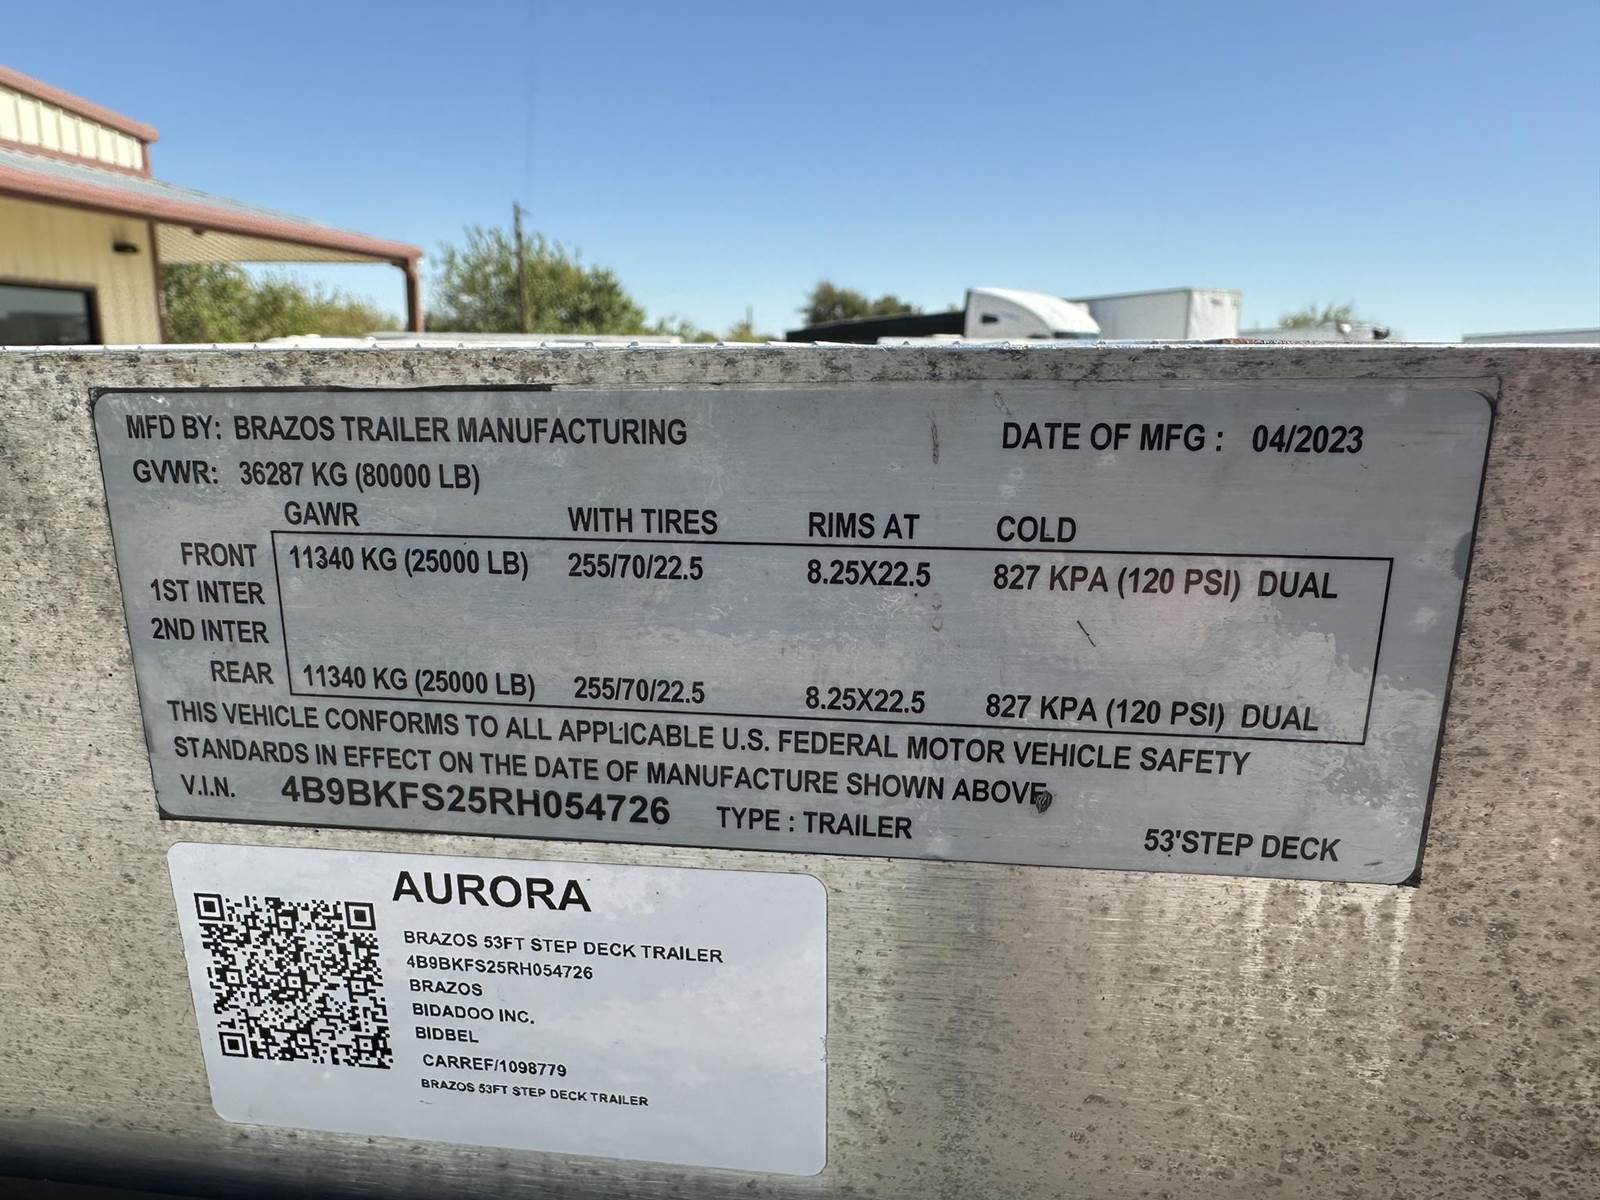 MFD BY: BRAZOS TRAILER MANUFACTURING DATE OF MFG : 04/2023
GVWR: 36287 KG (80000 LB)
GAWR WITH TIRES RIMS AT COLD
FRONT 11340 KG (25000 LB) 255/70/22.5 8.25X22.5 827 KPA (120 PSI) DUAL
1ST INTER
2ND INTER
REAR 11340 KG (25000 LB) 255/70/22.5 8.25X22.5 827 KPA (120 PSI) DUAL
THIS VEHICLE CONFORMS TO ALL APPLICABLE U.S. FEDERAL MOTOR VEHICLE SAFETY
STANDARDS IN EFFECT ON THE DATE OF MANUFACTURE SHOWN ABOVE.
V.I.N. 4B9BKFS25RH054726 TYPE : TRAILER 53'STEP DECK
AURORA
BRAZOS 53FT STEP DECK TRAILER
4B9BKFS25RH054726
BRAZOS
BIDADOO INC.
BIDBEL
CARREF/1098779
BRAZOS 53FT STEP DECK TRAILER